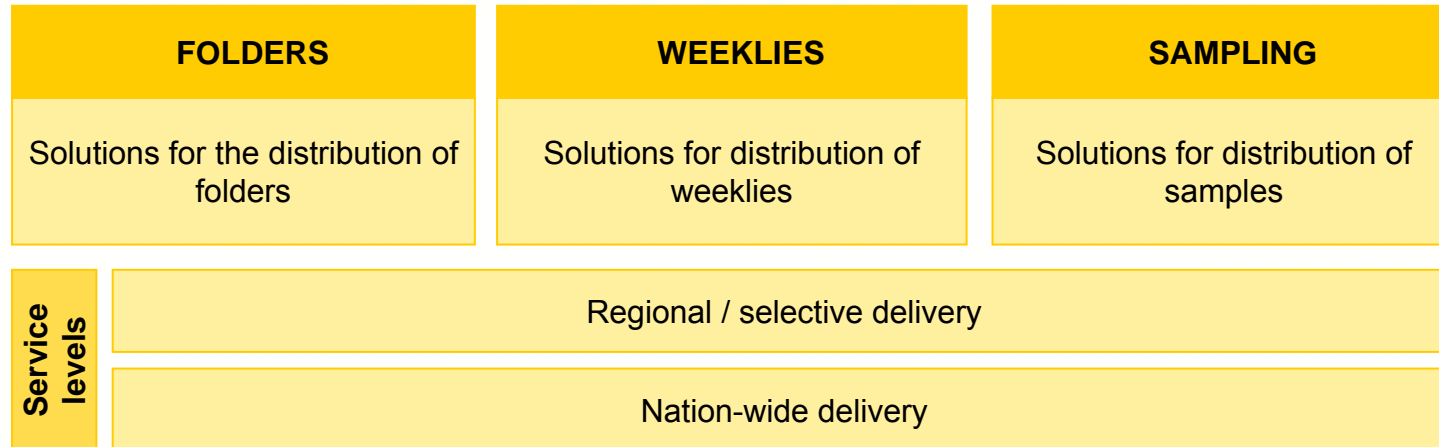 FOLDERS
Solutions for the distribution of
folders
WEEKLIES
Solutions for distribution of
weeklies
SAMPLING
Solutions for distribution of
samples
Service
levels
Regional / selective delivery
Nation-wide delivery